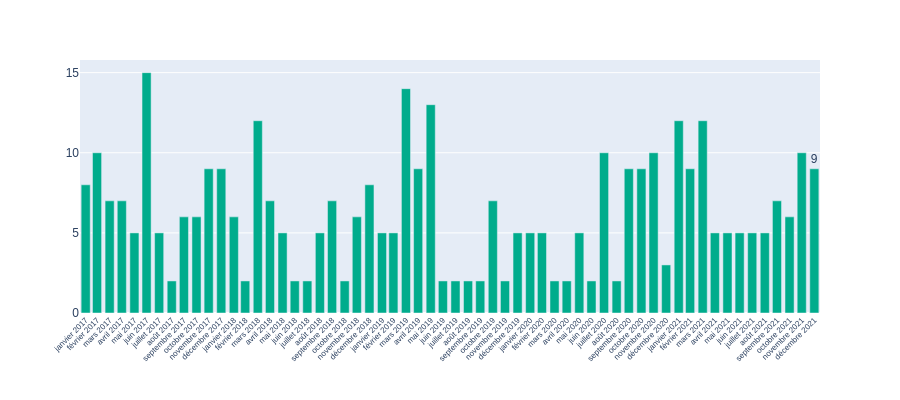 15
10
5
0
9
janvier 2017
février 2017
mars 2017
avril 2017
mai 2017
juin 2017
juillet 2017
août 2017
septembre 2017
octobre 2017
novembre 2017
décembre 2017
janvier 2018
février 2018
mars 2018
avril 2018
mai 2018
juin 2018
juillet 2018
août 2018
septembre 2018
octobre 2018
novembre 2018
décembre 2018
janvier 2019
février 2019
mars 2019
avril 2019
mai 2019
juin 2019
juillet 2019
août 2019
septembre 2019
octobre 2019
novembre 2019
décembre 2019
janvier 2020
février 2020
mars 2020
avril 2020
mai 2020
juin 2020
juillet 2020
août 2020
septembre 2020
octobre 2020
novembre 2020
décembre 2020
janvier 2021
février 2021
mars 2021
avril 2021
mai 2021
juin 2021
juillet 2021
août 2021
septembre 2021
octobre 2021
novembre 2021
décembre 2021